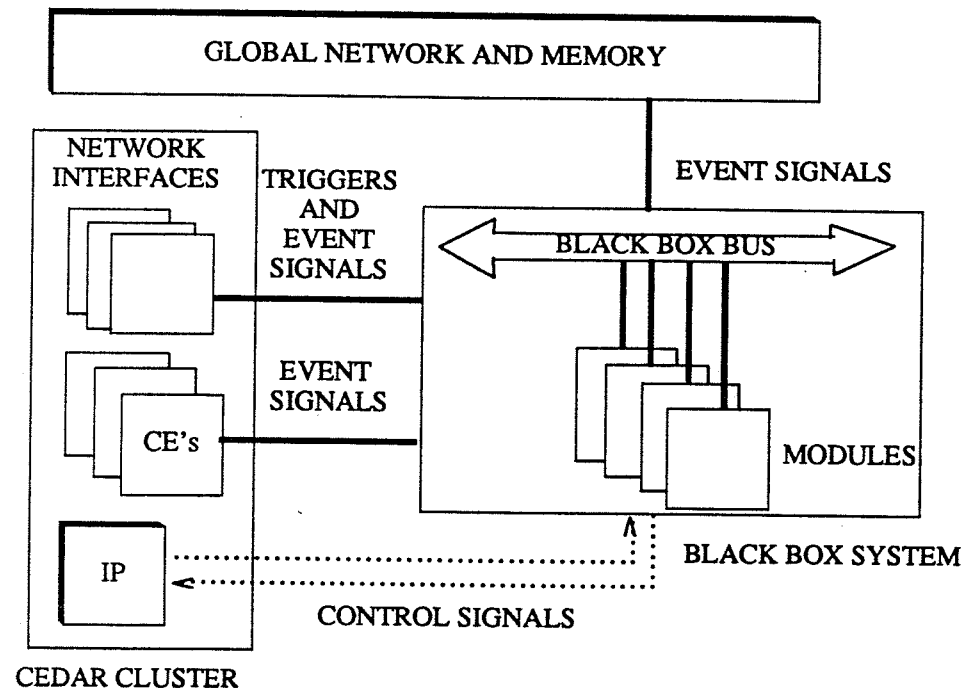 GLOBAL NETWORK AND MEMORY
NETWORK
INTERFACES
TRIGGERS
AND
EVENT
SIGNALS
EVENT SIGNALS
BLACK BOX BUS
EVENT
SIGNALS
CE's
MODULES
IP
BLACK BOX SYSTEM
CONTROL SIGNALS
CEDAR CLUSTER